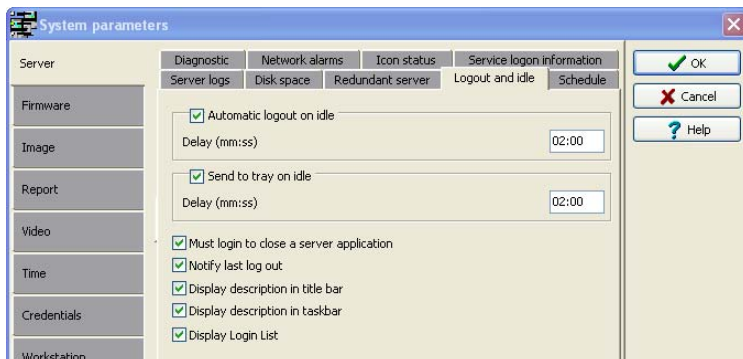 System parameters
Server
Firmware
Image
Report
Video
Time
Credentials
Workstation
Diagnostic Network alarms Icon status Service logon information
Server logs Disk space Redundant server Logout and idle Schedule
Automatic logout on idle
Delay (mm:ss) 02:00
Send to tray on idle
Delay (mm:ss) 02:00
Must login to close a server application
Notify last log out
Display description in title bar
Display description in taskbar
Display Login List
OK
Cancel
Help